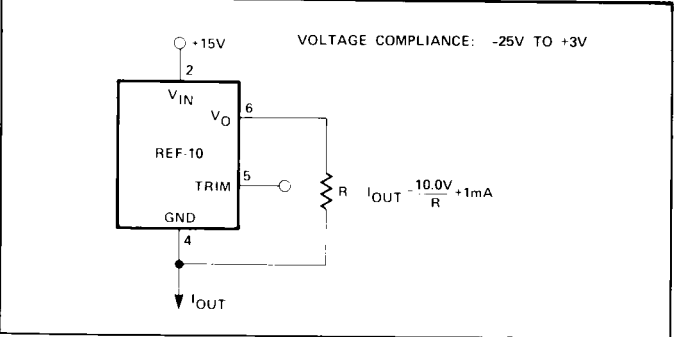 +15V
VOLTAGE COMPLIANCE: -25V TO +3V
2
VIN
6
VO
REF-10
5
TRIM
R
IOUT - 10.0V/R +1mA
GND
4
IOUT